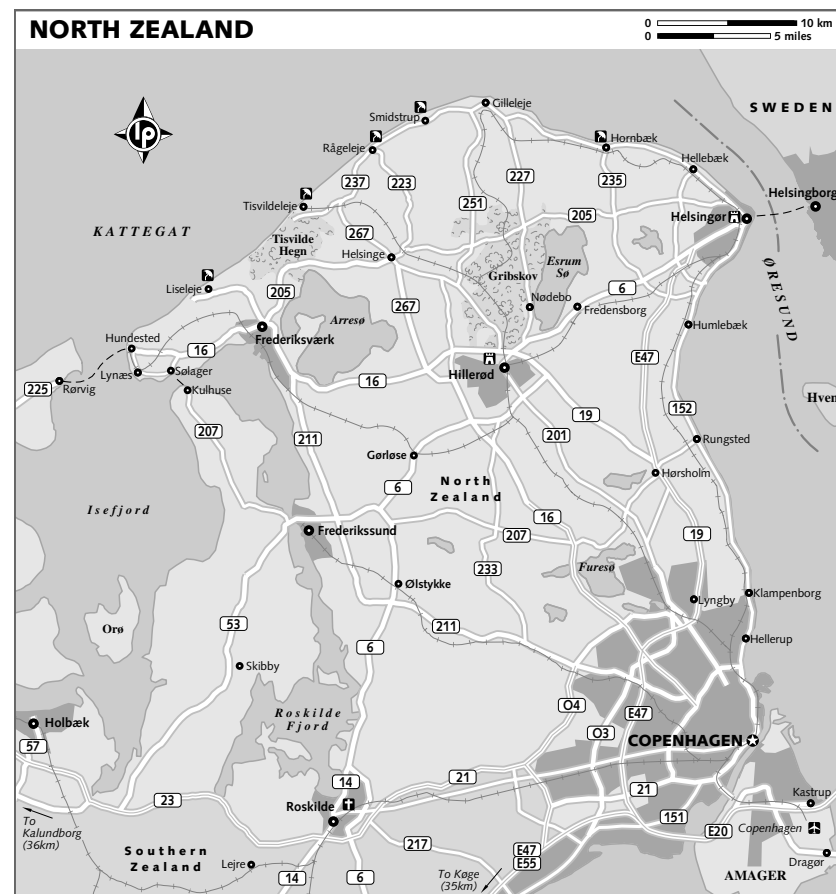 NORTH ZEALAND
0 10 km
0 5 miles
lp
SWEDEN
Gilleleje
Smidstrup
Hornbæk
Rågeleje
Hellebæk
237
223
227
235
Helsingborg
Tisvildeleje
251
205
Helsingør
KATTEGAT
267
Tisvilde
Hegn
Helsinge
Esrum
Sø
Gribskov
ØRESUND
Liseleje
205
6
267
Nødebo
Fredensborg
Arresø
Humlebæk
Frederiksværk
Hundested
16
E47
Sølager
Lynæs
Hillerød
225
Rørvig
Kulhuse
16
Hven
19
152
207
211
201
Rungsted
Gørløse
Hørsholm
North
Zealand
6
Isefjord
16
Frederikssund
207
19
Furesø
233
Ølstykke
Lyngby
Klampenborg
Orø
53
211
Hellerup
6
Skibby
O4
Roskilde
Fjord
E47
Holbæk
O3
COPENHAGEN
57
14
21
21
23
Kastrup
Roskilde
151
To
Kalundborg
(36km)
E20
Copenhagen
217
E47
E55
Southern
Zealand
Lejre
Dragør
14
6
To Køge
(35km)
AMAGER